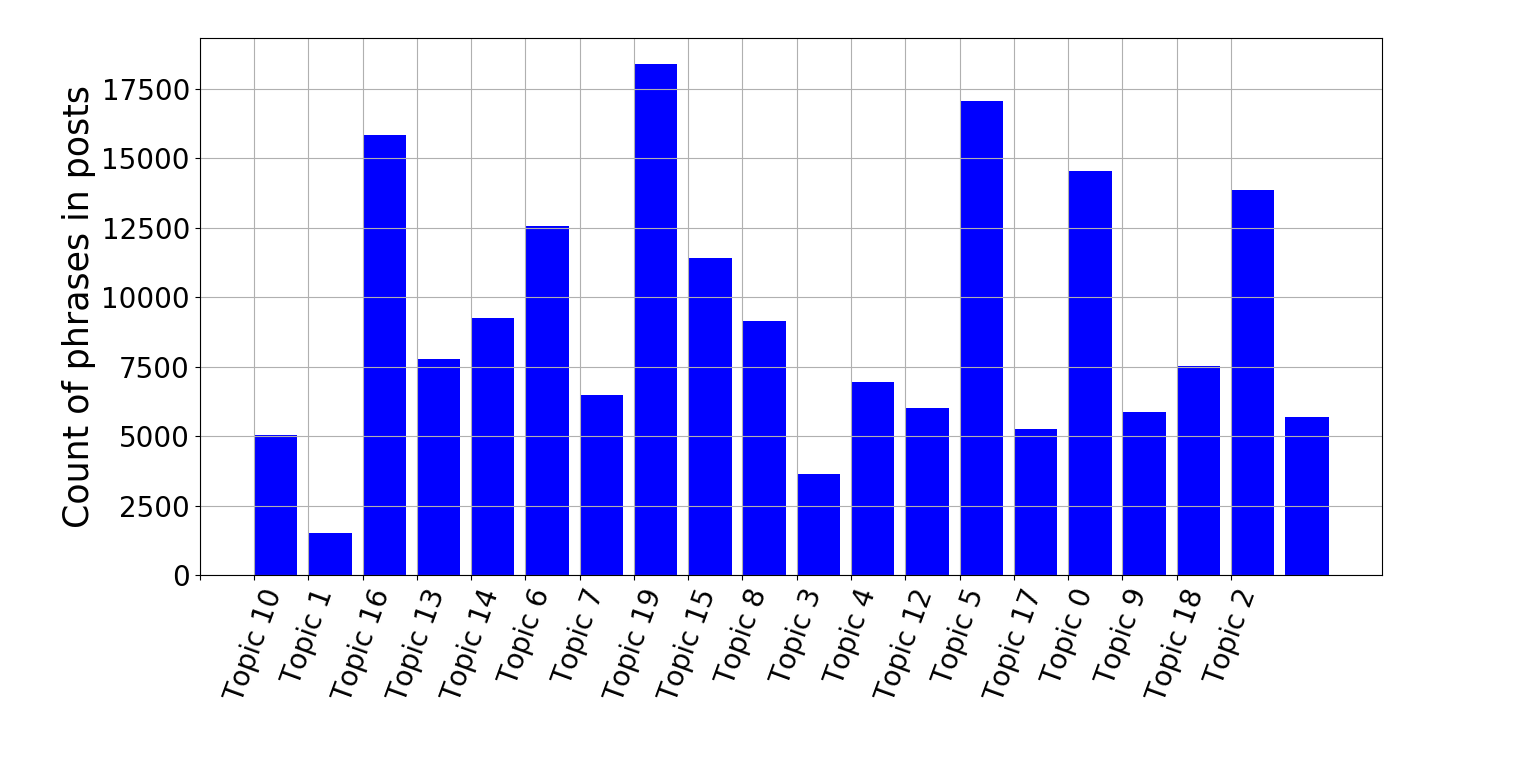 Count of phrases in posts
17500
15000
12500
10000
7500
5000
2500
0
Topic 10
Topic 1
Topic 16
Topic 13
Topic 14
Topic 6
Topic 7
Topic 19
Topic 15
Topic 8
Topic 3
Topic 4
Topic 12
Topic 5
Topic 17
Topic 0
Topic 9
Topic 18
Topic 2